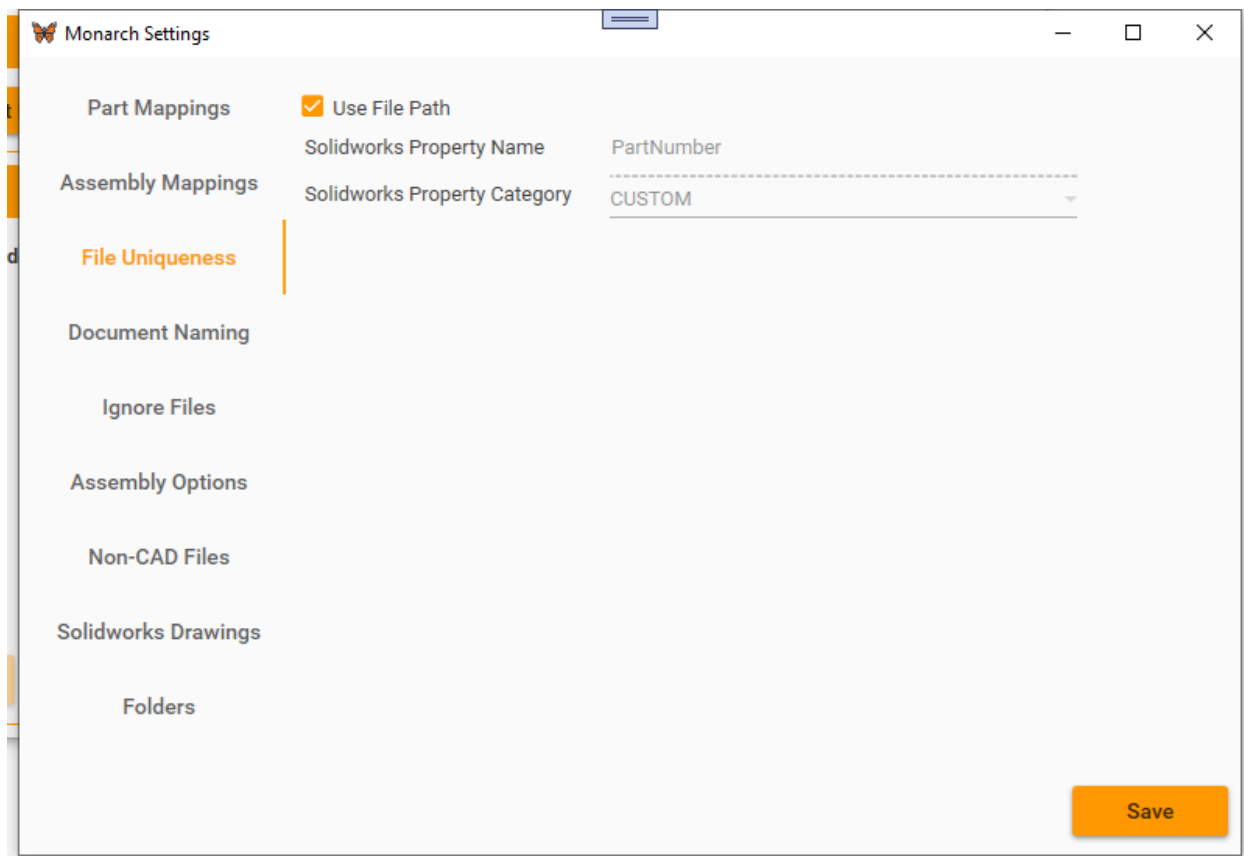 Monarch Settings
Part Mappings
Use File Path
Solidworks Property Name PartNumber
Assembly Mappings
Solidworks Property Category CUSTOM
File Uniqueness
Document Naming
Ignore Files
Assembly Options
Non-CAD Files
Solidworks Drawings
Folders
Save